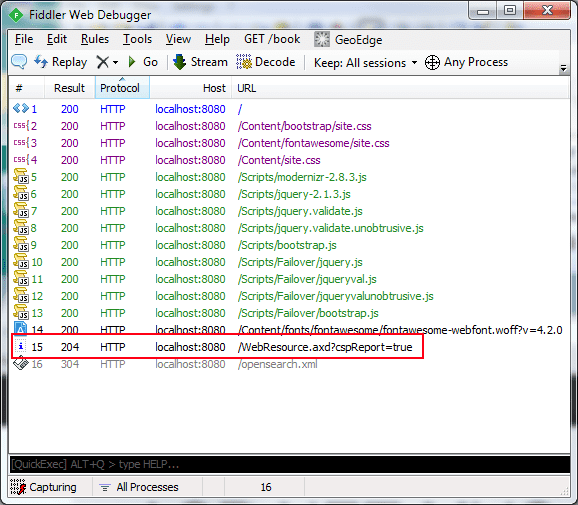 Fiddler Web Debugger
File Edit Rules Tools View Help GET /book GeoEdge
Replay Go Stream Decode Keep: All sessions Any Process
# Result Protocol Host URL
1 200 HTTP localhost:8080 /
2 200 HTTP localhost:8080 /Content/bootstrap/site.css
3 200 HTTP localhost:8080 /Content/fontawesome/site.css
4 200 HTTP localhost:8080 /Content/site.css
5 200 HTTP localhost:8080 /Scripts/modernizr-2.8.3.js
6 200 HTTP localhost:8080 /Scripts/jquery-2.1.3.js
7 200 HTTP localhost:8080 /Scripts/jquery.validate.js
8 200 HTTP localhost:8080 /Scripts/jquery.validate.unobtrusive.js
9 200 HTTP localhost:8080 /Scripts/bootstrap.js
10 200 HTTP localhost:8080 /Scripts/Failover/jquery.js
11 200 HTTP localhost:8080 /Scripts/Failover/jqueryval.js
12 200 HTTP localhost:8080 /Scripts/Failover/jqueryvalunobtrusive.js
13 200 HTTP localhost:8080 /Scripts/Failover/bootstrap.js
14 200 HTTP localhost:8080 /Content/fonts/fontawesome/fontawesome-webfont.woff?v=4.2.0
15 204 HTTP localhost:8080 /WebResource.axd?cspReport=true
16 304 HTTP localhost:8080 /opensearch.xml
[QuickExec] ALT+Q > type HELP...
Capturing All Processes 16